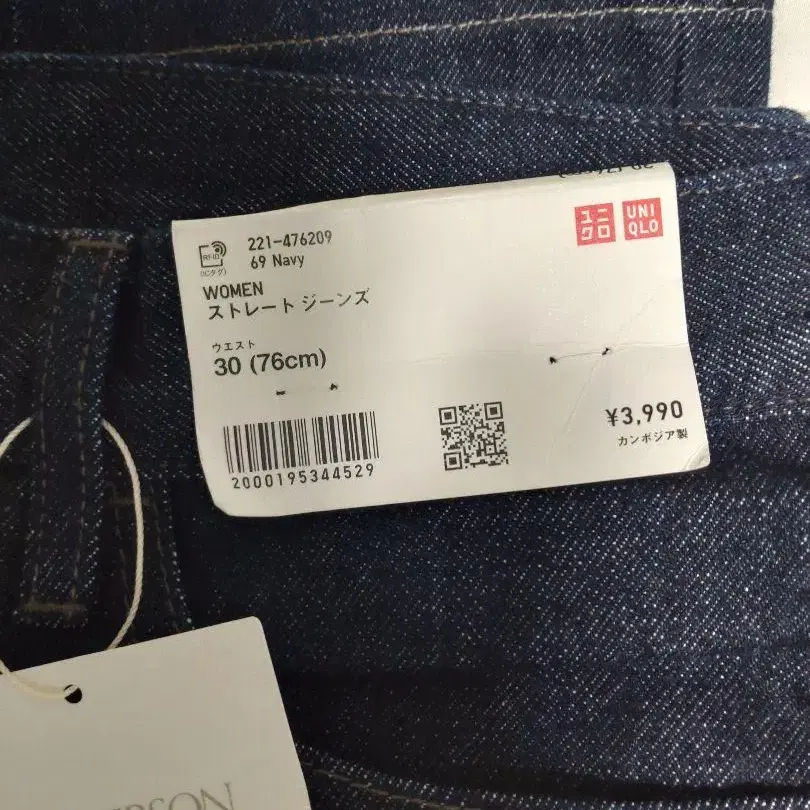 ユニクロ
UNI
QLO
RFID
(ICタグ)
221-476209
69 Navy
WOMEN
ストレート ジーンズ
ウエスト
30 (76cm)
2000195344529
¥3,990
カンボジア製